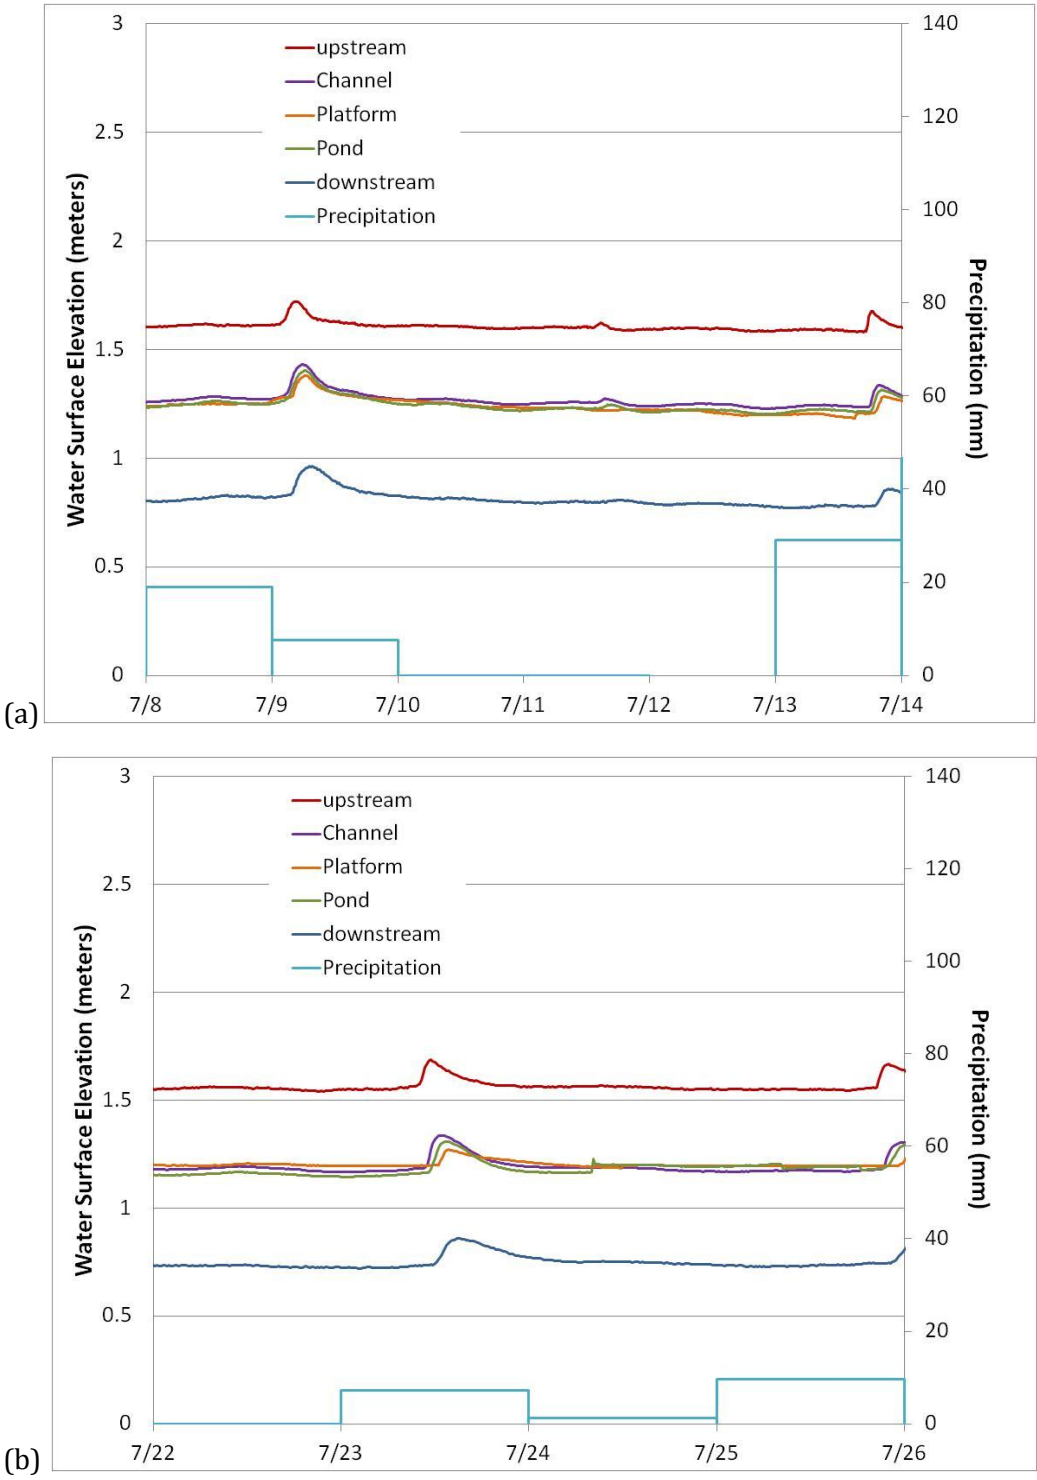 3
140
upstream
Channel
120
Platform
2.5
Pond
downstream
100
Precipitation
2
Water Surface Elevation (meters)
Precipitation (mm)
80
1.5
60
1
40
0.5
20
0
0
7/8
7/9
7/10
7/11
7/12
7/13
7/14
(a)
3
140
upstream
Channel
120
Platform
2.5
Pond
downstream
100
Precipitation
2
Water Surface Elevation (meters)
Precipitation (mm)
80
1.5
60
1
40
0.5
20
0
0
7/22
7/23
7/24
7/25
7/26
(b)